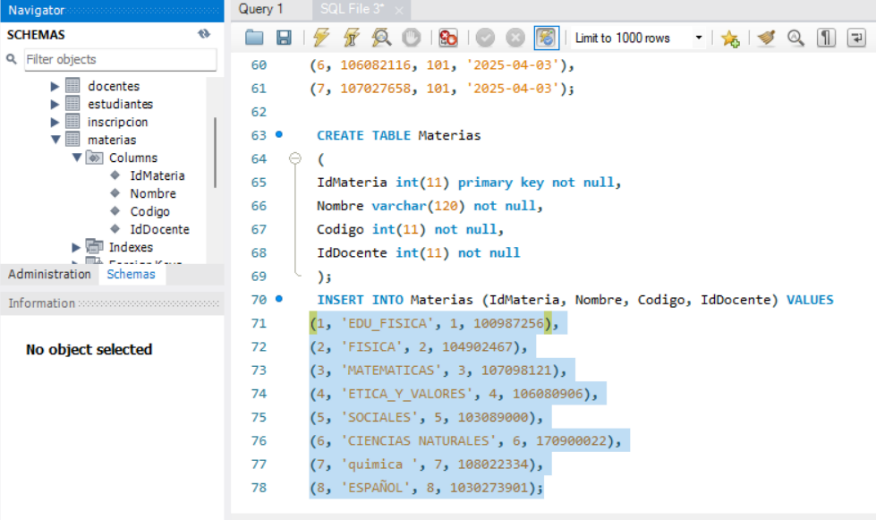 Navigator
SCHEMAS
Filter objects
docentes
estudiantes
inscripcion
materias
Columns
IdMateria
Nombre
Codigo
IdDocente
Indexes
Administration Schemas
Information
No object selected
Query 1 SQL File 3*
Limit to 1000 rows
60 (6, 106082116, 101, '2025-04-03'),
61 (7, 107027658, 101, '2025-04-03');
62
63 CREATE TABLE Materias
64 (
65 IdMateria int(11) primary key not null,
66 Nombre varchar(120) not null,
67 Codigo int(11) not null,
68 IdDocente int(11) not null
69 );
70 INSERT INTO Materias (IdMateria, Nombre, Codigo, IdDocente) VALUES
71 (1, 'EDU_FISICA', 1, 100987256),
72 (2, 'FISICA', 2, 104902467),
73 (3, 'MATEMATICAS', 3, 107098121),
74 (4, 'ETICA_Y_VALORES', 4, 106080906),
75 (5, 'SOCIALES', 5, 103089000),
76 (6, 'CIENCIAS NATURALES', 6, 170900022),
77 (7, 'quimica ', 7, 108022334),
78 (8, 'ESPAÑOL', 8, 1030273901);